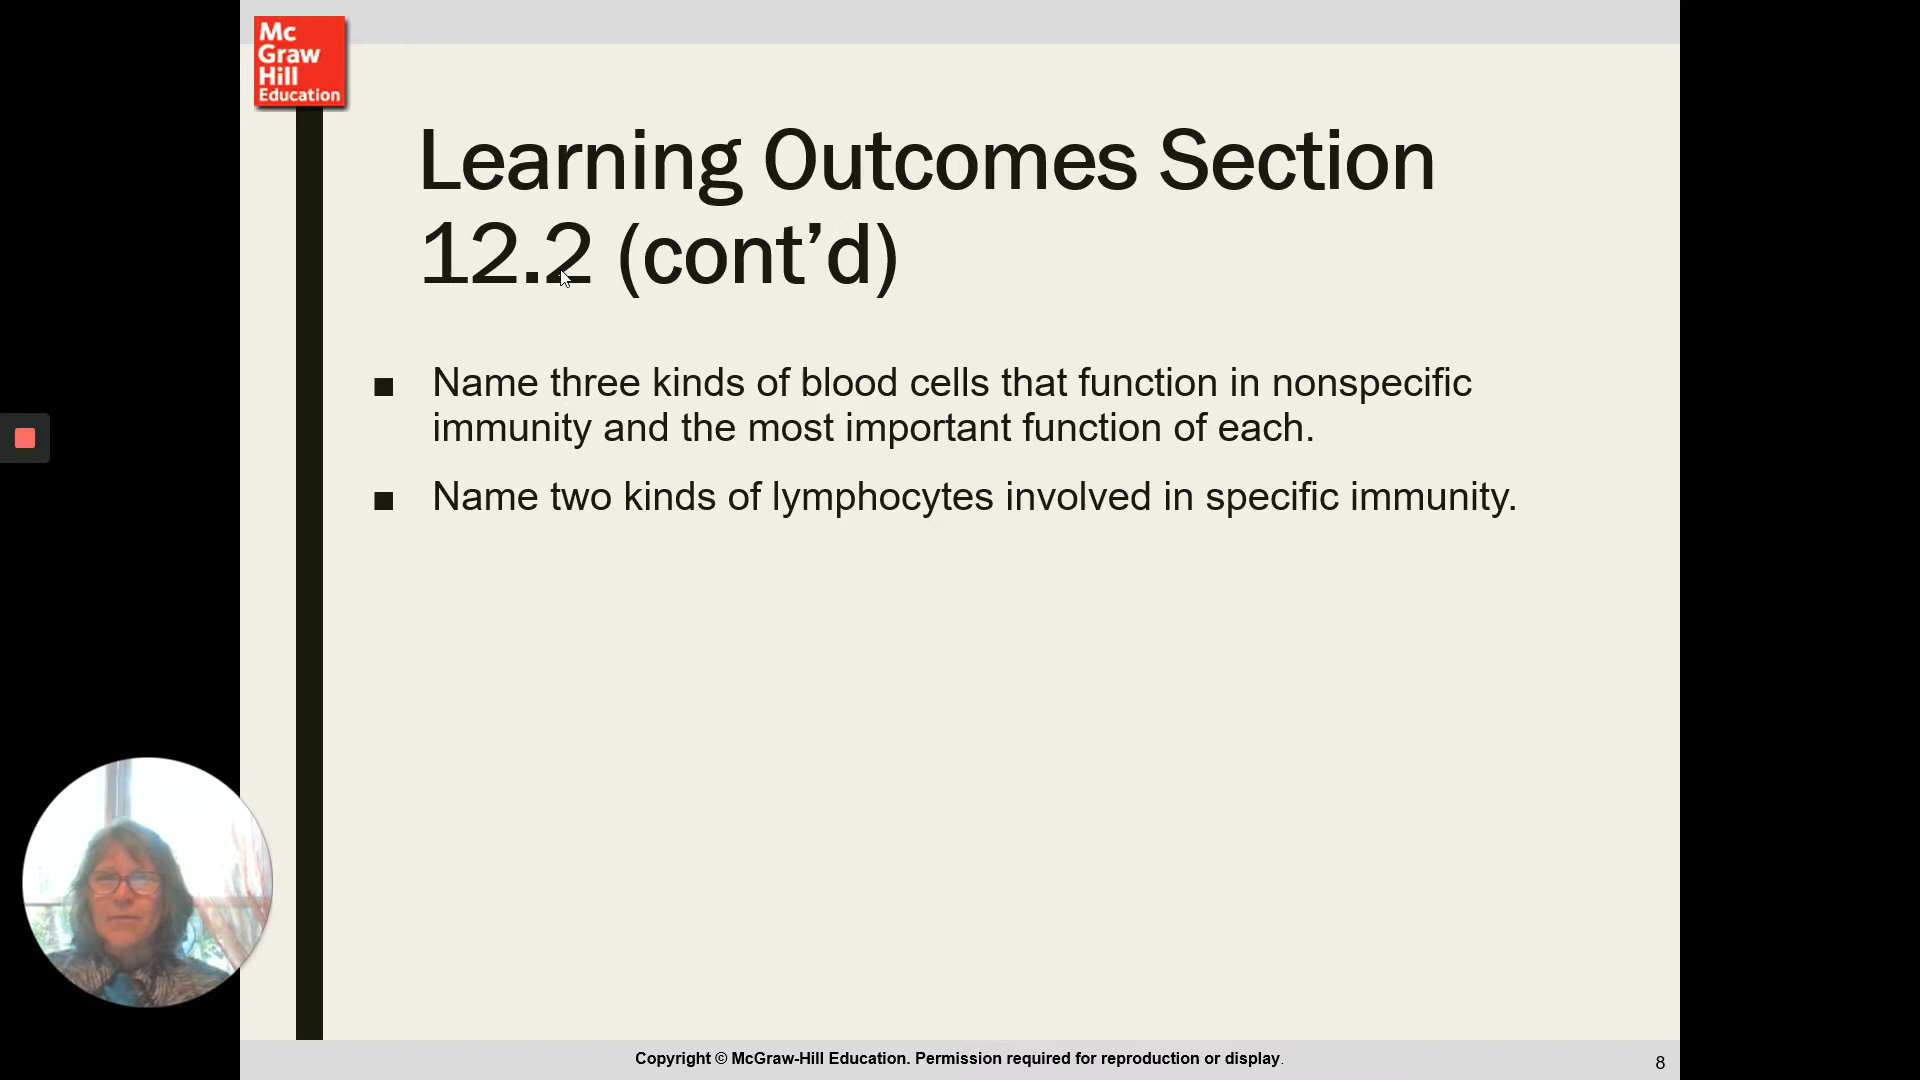 Mc
Graw
Hill
Education
Learning Outcomes Section
12.2 (cont’d)
■ Name three kinds of blood cells that function in nonspecific
immunity and the most important function of each.
■ Name two kinds of lymphocytes involved in specific immunity.
Copyright © McGraw-Hill Education. Permission required for reproduction or display.
8